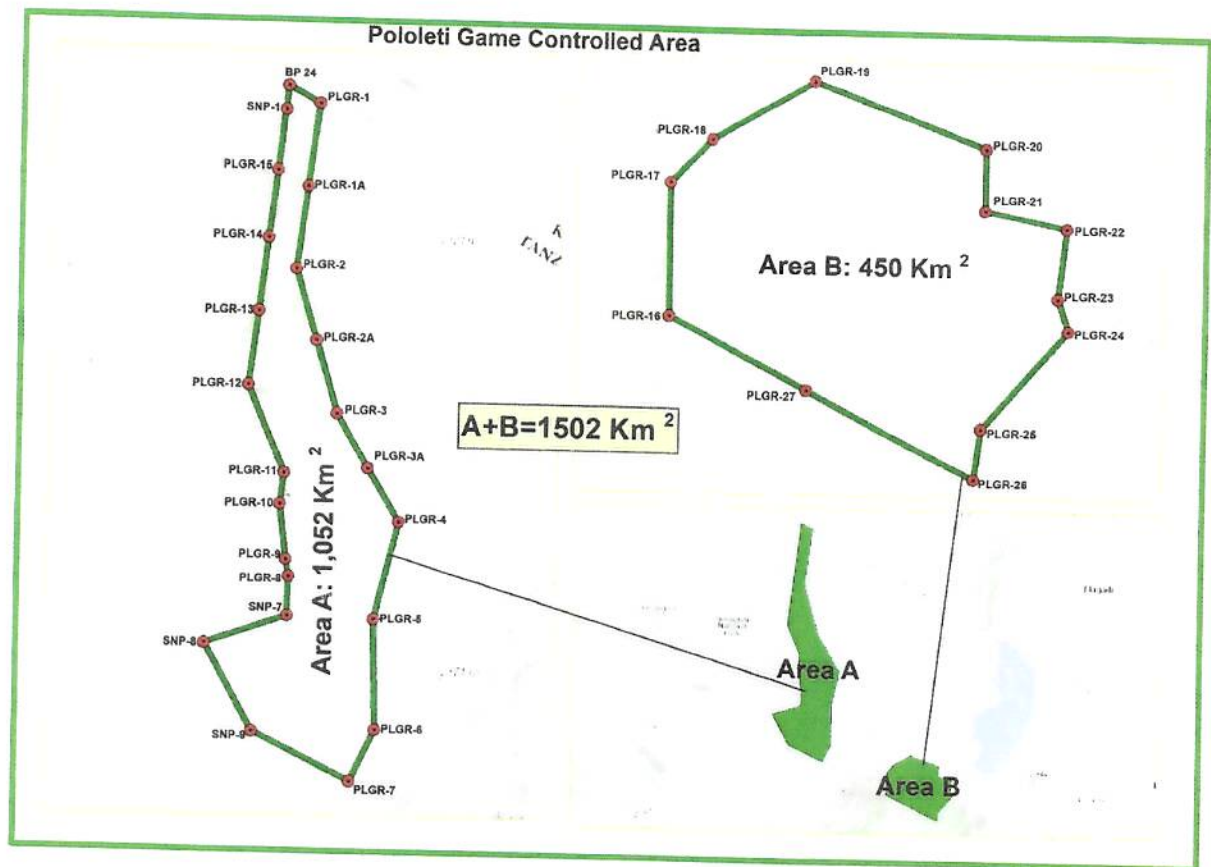 Pololeti Game Controlled Area
BP 24
PLGR-1
SNP-1
PLGR-15
PLGR-1A
PLGR-14
PLGR-2
PLGR-13
PLGR-2A
PLGR-12
PLGR-3
PLGR-3A
PLGR-11
PLGR-10
PLGR-4
PLGR-9
PLGR-8
SNP-7
PLGR-5
SNP-8
SNP-9
PLGR-6
PLGR-7
Area A: 1,052 Km 2
A+B=1502 Km 2
PLGR-19
PLGR-18
PLGR-20
PLGR-17
PLGR-21
PLGR-22
Area B: 450 Km 2
PLGR-23
PLGR-16
PLGR-24
PLGR-27
PLGR-25
PLGR-26
K
TANZ
Area A
Area B